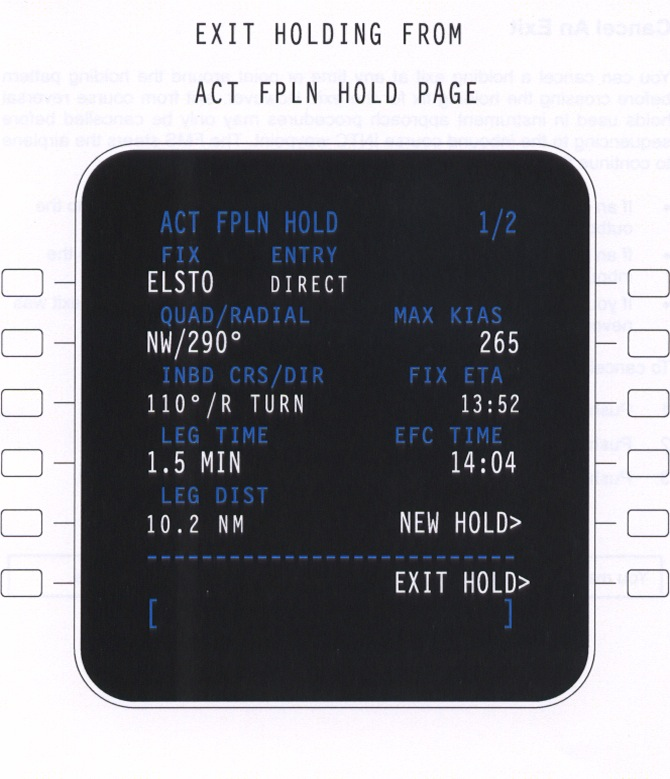 EXIT HOLDING FROM
ACT FPLN HOLD PAGE
ACT FPLN HOLD 1/2
FIX ENTRY
ELSTO DIRECT
QUAD/RADIAL MAX KIAS
NW/290° 265
INBD CRS/DIR FIX ETA
110°/R TURN 13:52
LEG TIME EFC TIME
1.5 MIN 14:04
LEG DIST
10.2 NM NEW HOLD>
---------------------------
EXIT HOLD>
[ ]